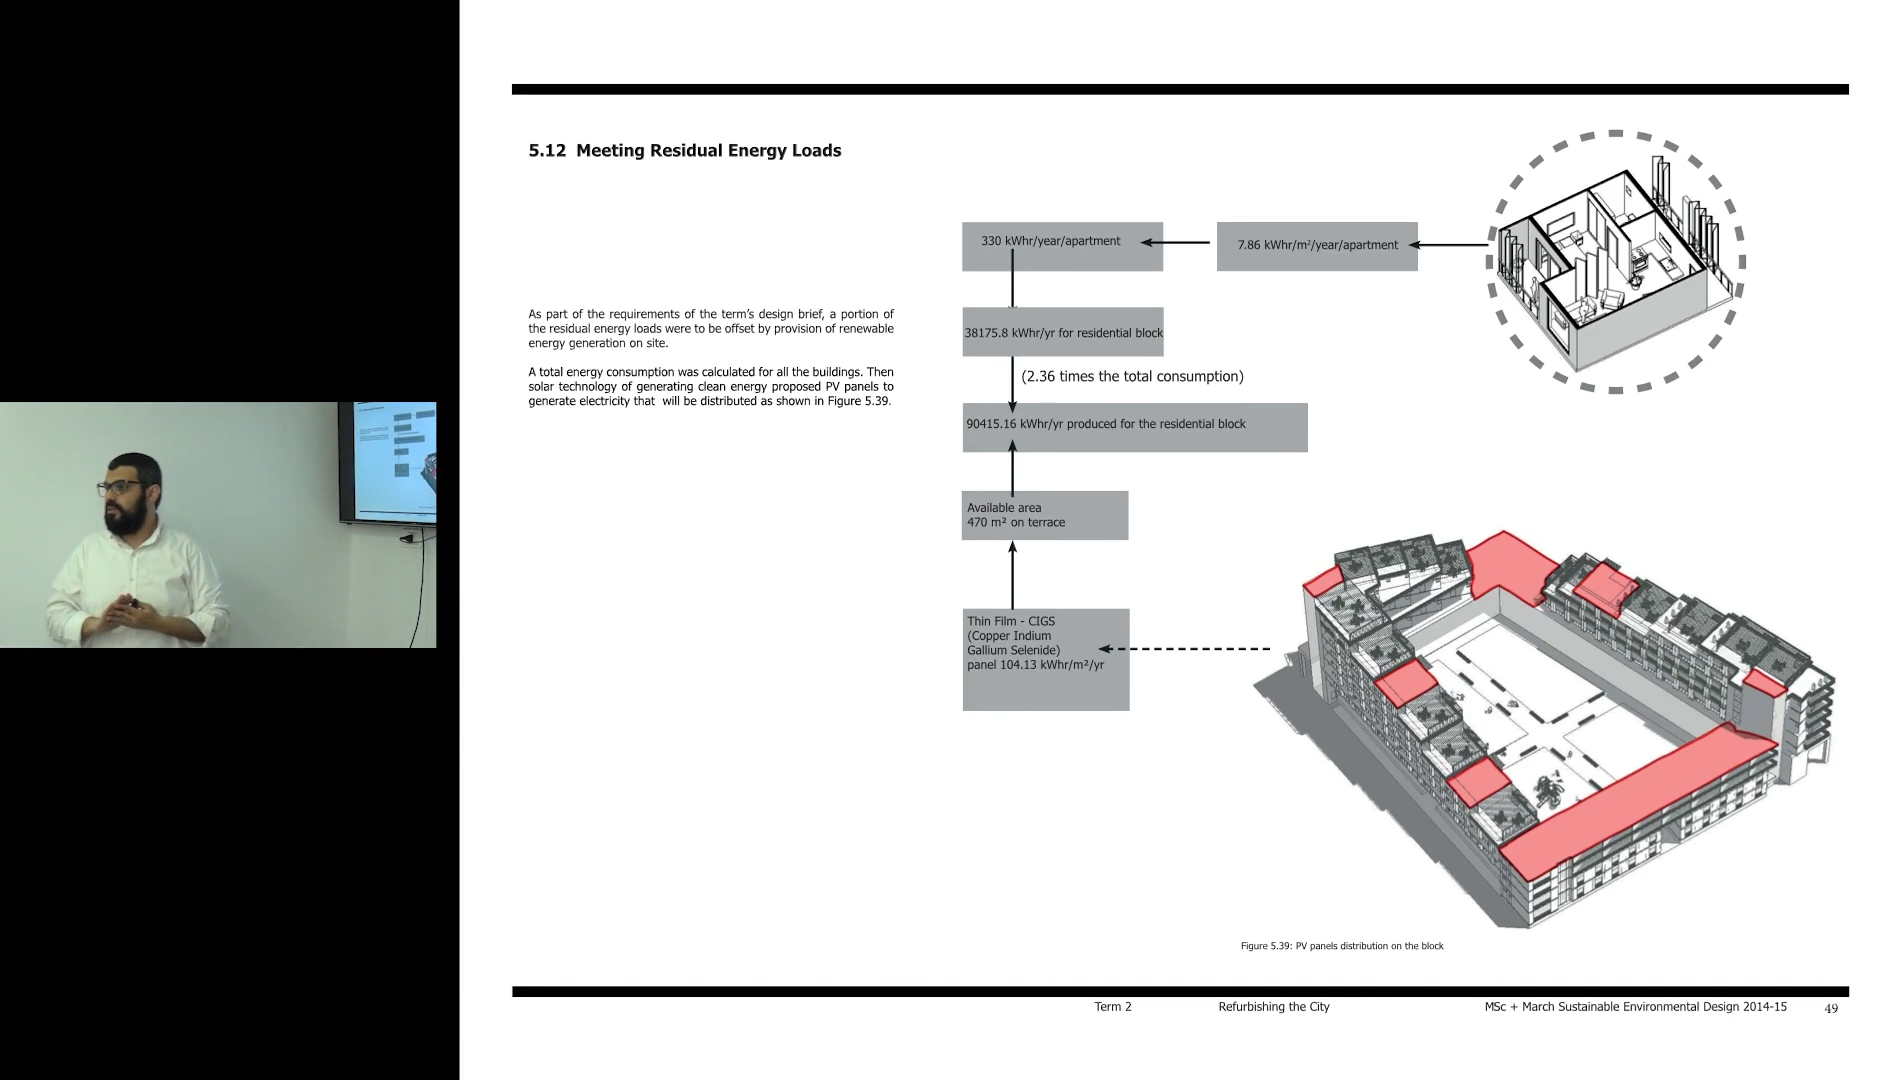 5.12 Meeting Residual Energy Loads
As part of the requirements of the term's design brief, a portion of
the residual energy loads were to be offset by provision of renewable
energy generation on site.
A total energy consumption was calculated for all the buildings. Then
solar technology of generating clean energy proposed PV panels to
generate electricity that will be distributed as shown in Figure 5.39.
330 kWhr/year/apartment
7.86 kWhr/m²/year/apartment
38175.8 kWhr/yr for residential block
(2.36 times the total consumption)
90415.16 kWhr/yr produced for the residential block
Available area
470 m² on terrace
Thin Film - CIGS
(Copper Indium
Gallium Selenide)
panel 104.13 kWhr/m²/yr
Figure 5.39: PV panels distribution on the block
Term 2
Refurbishing the City
MSc + March Sustainable Environmental Design 2014-15
49